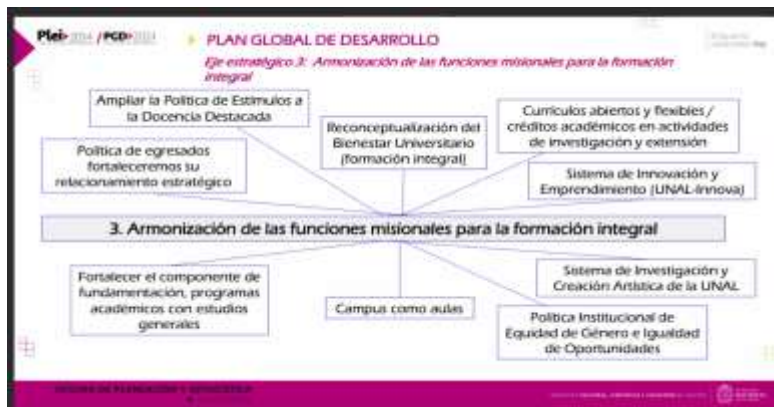 Plei▸2034 / PGD▸2024
PLAN GLOBAL DE DESARROLLO
Eje estratégico 3: Armonización de las funciones misionales para la formación
integral
Ampliar la Política de Estímulos a
la Docencia Destacada
Reconceptualización del
Bienestar Universitario
(formación integral)
Currículos abiertos y flexibles /
créditos académicos en actividades
de investigación y extensión
Política de egresados
fortaleceremos su
relacionamiento estratégico
Sistema de Innovación y
Emprendimiento (UNAL-Innova)
3. Armonización de las funciones misionales para la formación integral
Fortalecer el componente de
fundamentación, programas
académicos con estudios
generales
Campus como aulas
Sistema de Investigación y
Creación Artística de la UNAL
Política Institucional de
Equidad de Género e Igualdad
de Oportunidades